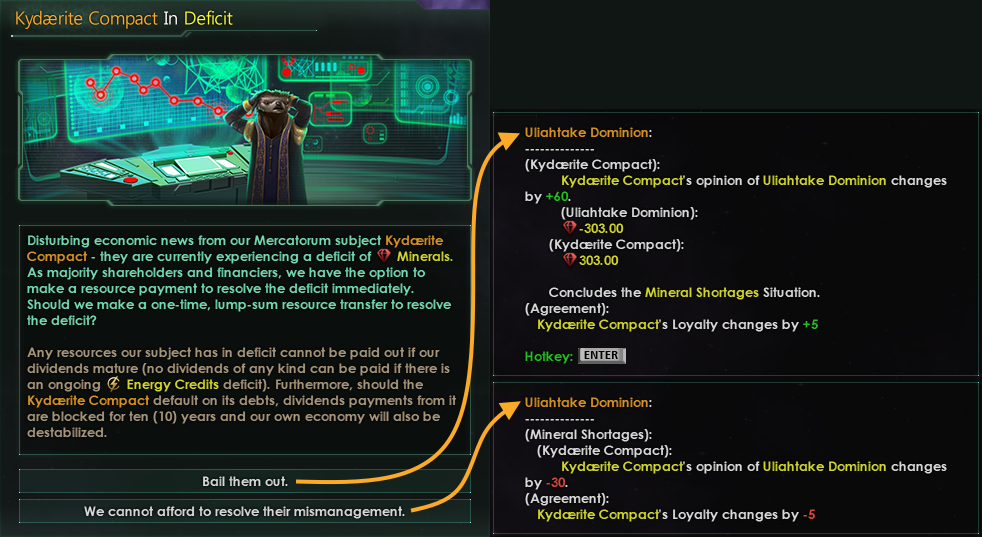 Kydærite Compact In Deficit
Disturbing economic news from our Mercatorum subject Kydærite
Compact - they are currently experiencing a deficit of Minerals.
As majority shareholders and financiers, we have the option to
make a resource payment to resolve the deficit immediately.
Should we make a one-time, lump-sum resource transfer to resolve
the deficit?
Any resources our subject has in deficit cannot be paid out if our
dividends mature (no dividends of any kind can be paid if there is
an ongoing Energy Credits deficit). Furthermore, should the
Kydærite Compact default on its debts, dividends payments from it
are blocked for ten (10) years and our own economy will also be
destabilized.
Bail them out.
We cannot afford to resolve their mismanagement.
Uliahtake Dominion:
--------------
(Kydærite Compact):
Kydærite Compact's opinion of Uliahtake Dominion changes
by +60.
(Uliahtake Dominion):
-303.00
(Kydærite Compact):
303.00
Concludes the Mineral Shortages Situation.
(Agreement):
Kydærite Compact's Loyalty changes by +5
Hotkey: ENTER
Uliahtake Dominion:
--------------
(Mineral Shortages):
(Kydærite Compact):
Kydærite Compact's opinion of Uliahtake Dominion changes
by -30.
(Agreement):
Kydærite Compact's Loyalty changes by -5